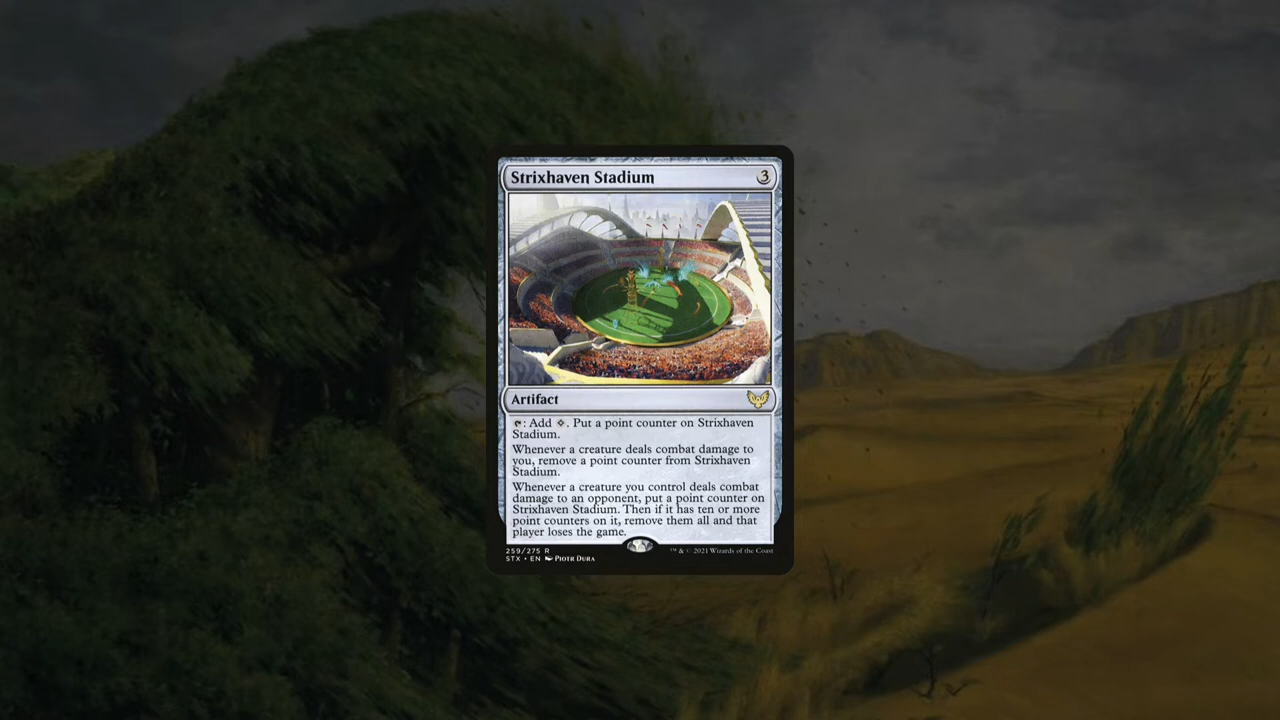 Strixhaven Stadium 3
Artifact
: Add . Put a point counter on Strixhaven
Stadium.
Whenever a creature deals combat damage to
you, remove a point counter from Strixhaven
Stadium.
Whenever a creature you control deals combat
damage to an opponent, put a point counter on
Strixhaven Stadium. Then if it has ten or more
point counters on it, remove them all and that
player loses the game.
259/275 R
STX • EN Piotr Dura
™ & © 2021 Wizards of the Coast